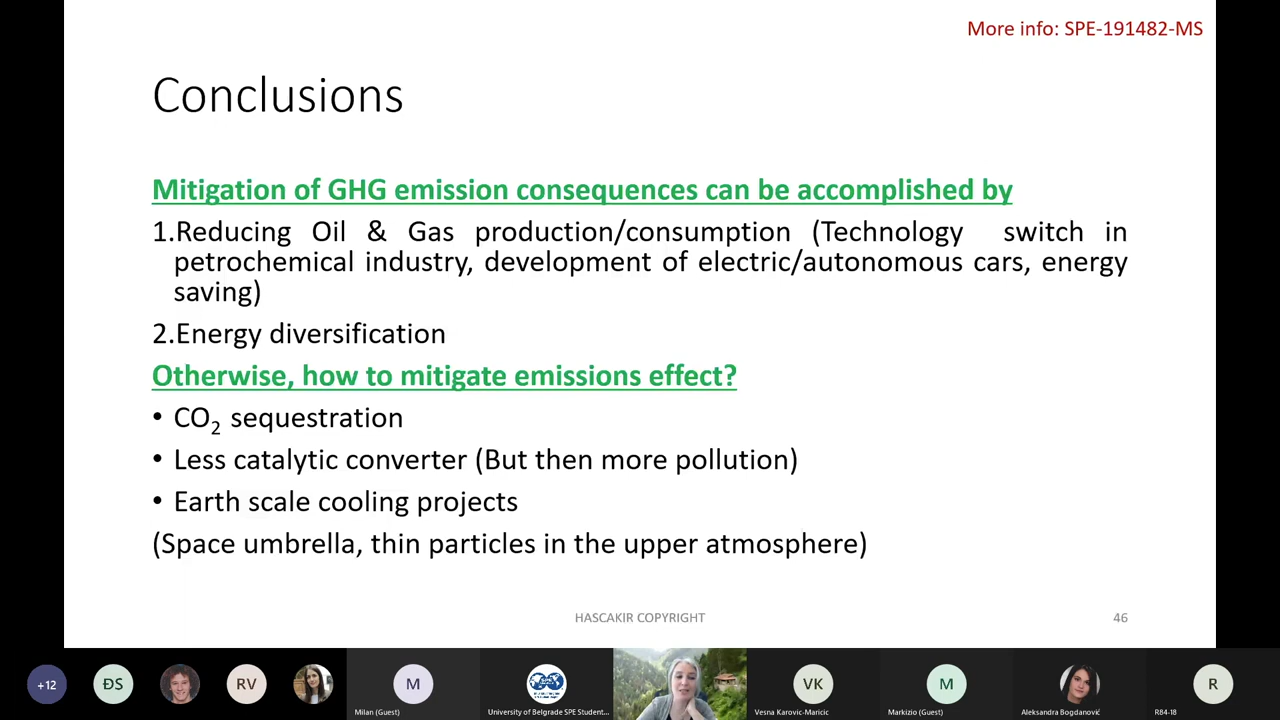 More info: SPE-191482-MS
Conclusions
Mitigation of GHG emission consequences can be accomplished by
1.Reducing Oil & Gas production/consumption (Technology switch in
petrochemical industry, development of electric/autonomous cars, energy
saving)
2.Energy diversification
Otherwise, how to mitigate emissions effect?
• CO₂ sequestration
• Less catalytic converter (But then more pollution)
• Earth scale cooling projects
(Space umbrella, thin particles in the upper atmosphere)
HASCAKIR COPYRIGHT
46
+12
ĐS
RV
M
Milan (Guest)
University of Belgrade SPE Student...
VK
Vesna Karovic-Maricic
M
Markizio (Guest)
Aleksandra Bogdanović
R
R84-18